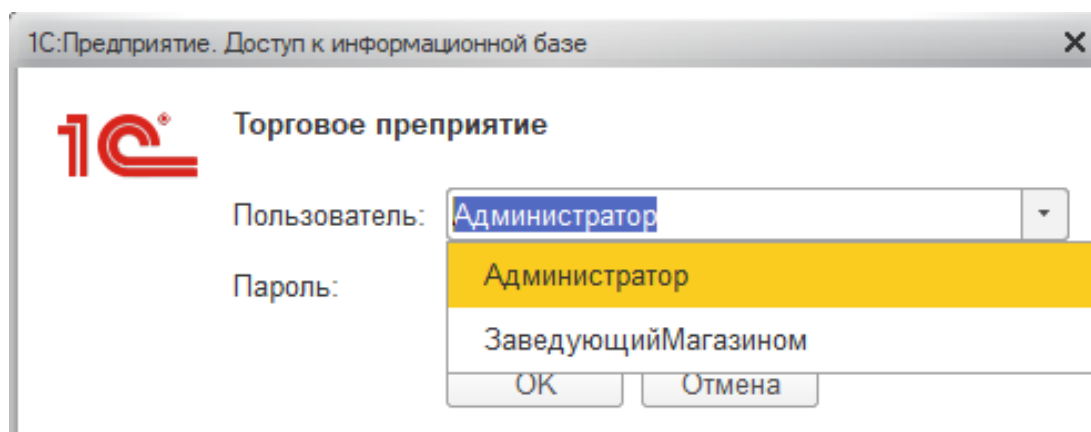 1С:Предприятие. Доступ к информационной базе
1С®
Торговое преприятие
Пользователь: Администратор
Администратор
Пароль:
ЗаведующийМагазином
ОК Отмена